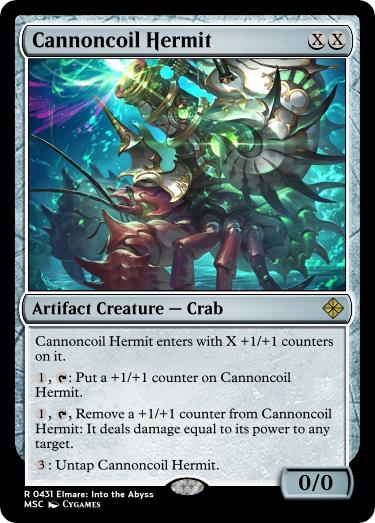 Cannoncoil Hermit X X
Artifact Creature — Crab
Cannoncoil Hermit enters with X +1/+1 counters
on it.
1, T: Put a +1/+1 counter on Cannoncoil
Hermit.
1, T, Remove a +1/+1 counter from Cannoncoil
Hermit: It deals damage equal to its power to any
target.
3: Untap Cannoncoil Hermit.
0/0
R 0431 Elmare: Into the Abyss
MSC Cygames